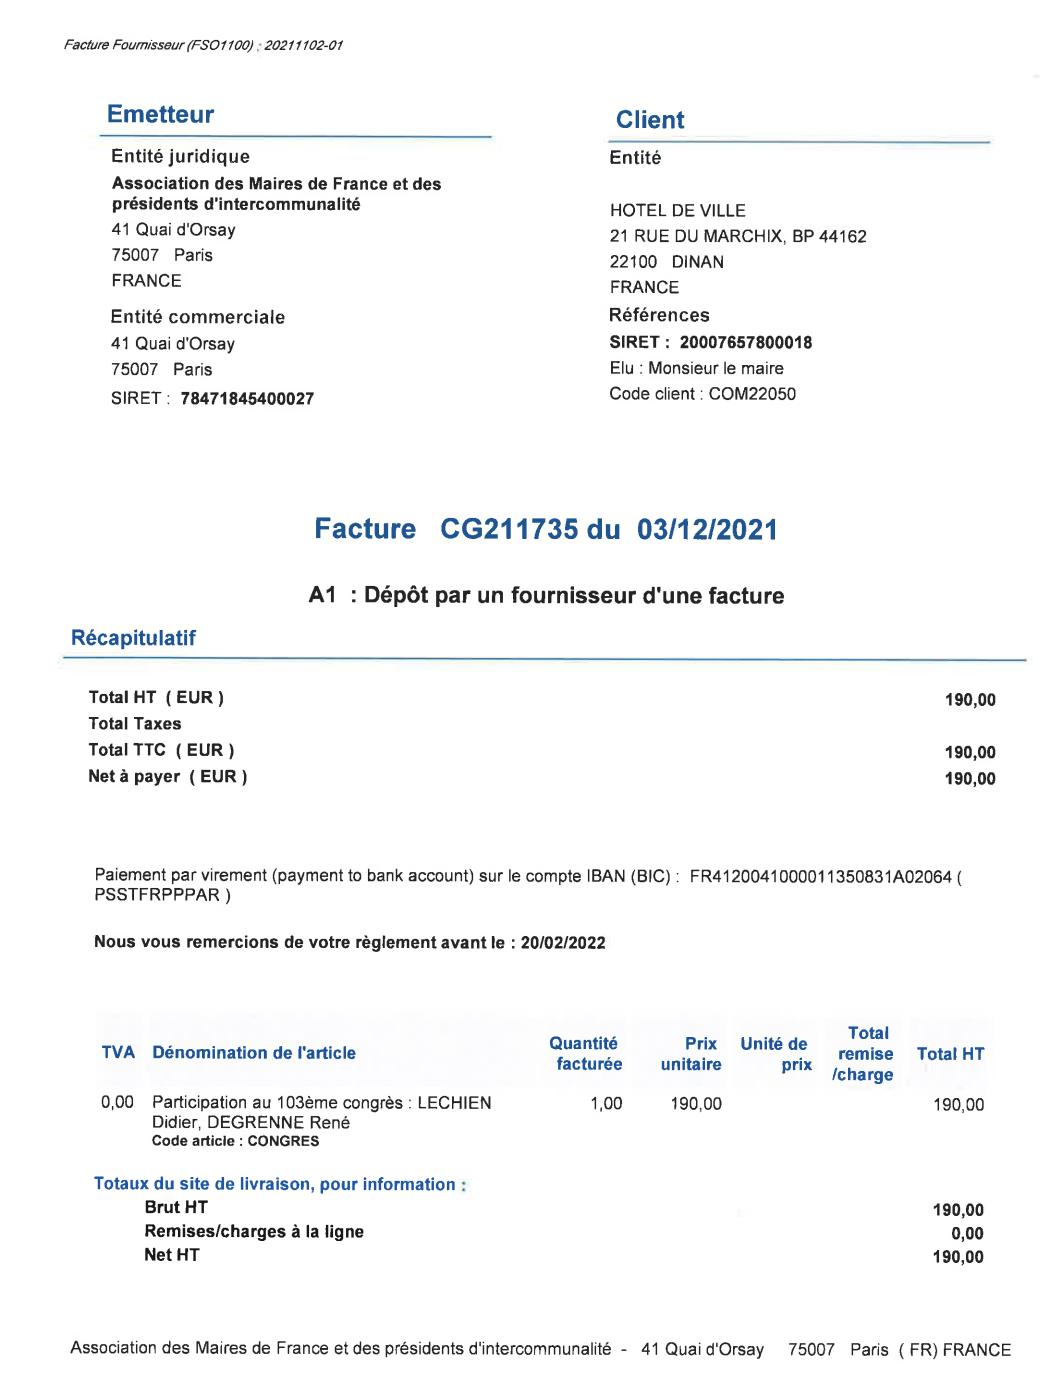 Facture Fournisseur (FSO1100) : 20211102-01
Emetteur
Entité juridique
Association des Maires de France et des
présidents d'intercommunalité
41 Quai d'Orsay
75007 Paris
FRANCE
Entité commerciale
41 Quai d'Orsay
75007 Paris
SIRET : 78471845400027
Client
Entité
HOTEL DE VILLE
21 RUE DU MARCHIX, BP 44162
22100 DINAN
FRANCE
Références
SIRET : 20007657800018
Elu : Monsieur le maire
Code client : COM22050
Facture CG211735 du 03/12/2021
A1 : Dépôt par un fournisseur d'une facture
Récapitulatif
Total HT ( EUR ) 190,00
Total Taxes
Total TTC ( EUR ) 190,00
Net à payer ( EUR ) 190,00
Paiement par virement (payment to bank account) sur le compte IBAN (BIC) : FR4120041000011350831A02064 (
PSSTFRPPPAR )
Nous vous remercions de votre règlement avant le : 20/02/2022
TVA Dénomination de l'article Quantité facturée Prix unitaire Unité de prix Total remise /charge Total HT
0,00 Participation au 103ème congrès : LECHIEN 1,00 190,00 190,00
Didier, DEGRENNE René
Code article : CONGRES
Totaux du site de livraison, pour information :
Brut HT 190,00
Remises/charges à la ligne 0,00
Net HT 190,00
Association des Maires de France et des présidents d'intercommunalité - 41 Quai d'Orsay 75007 Paris ( FR) FRANCE